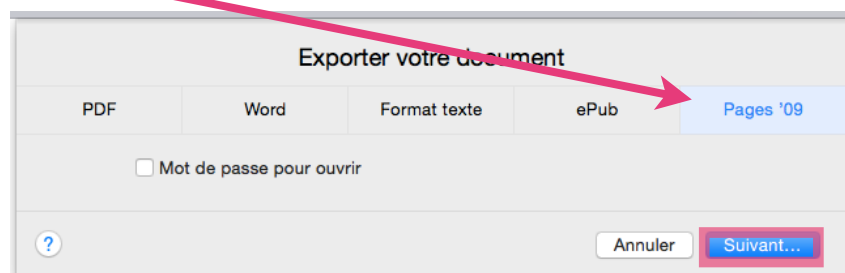 Exporter votre document
PDF Word Format texte ePub Pages '09
Mot de passe pour ouvrir
? Annuler Suivant...